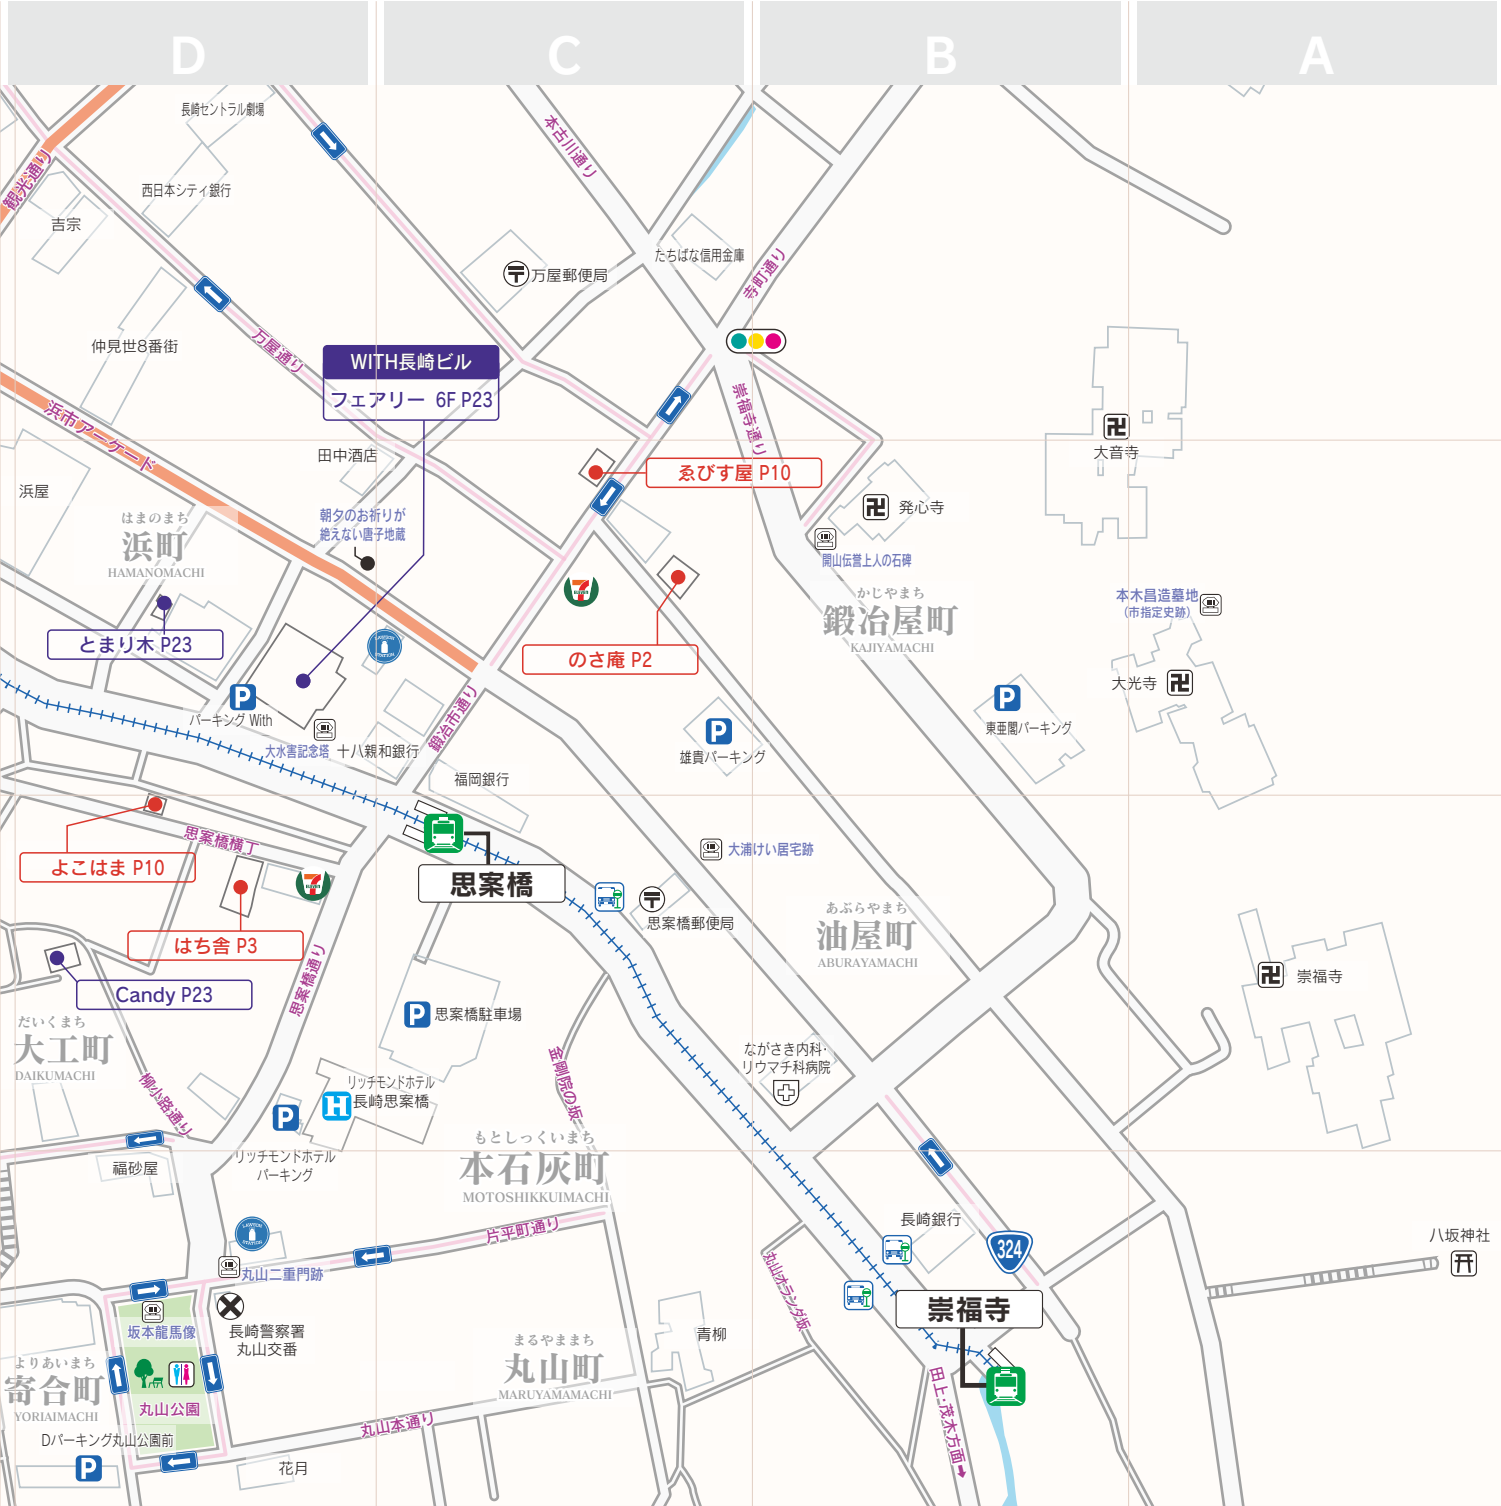 D
C
B
A
長崎セントラル劇場
本古川通り
西日本シティ銀行
観光通り
吉宗
たちばな信用金庫
万屋郵便局
寺町通り
万屋通り
仲見世8番街
WITH長崎ビル
フェアリー 6F P23
浜市アーケード
崇福寺通り
田中酒店
ゑびす屋 P10
大音寺
浜屋
発心寺
朝夕のお祈りが
絶えない唐子地蔵
はまのまち
浜町
HAMANOMACHI
開山伝誉上人の石碑
7
ELEVEN
かじやまち
鍛冶屋町
KAJIYAMACHI
本木昌造墓地
(市指定史跡)
とまり木 P23
LAWSON
STATION
のさ庵 P2
大光寺
P
パーキング With
鍛冶市通り
P
東亜閣パーキング
大水害記念塔
十八親和銀行
P
雄貴パーキング
福岡銀行
思案橋横丁
よこはま P10
大浦けい居宅跡
思案橋
7
ELEVEN
思案橋郵便局
あぶらやまち
油屋町
ABURAYAMACHI
はち舎 P3
思案橋通り
Candy P23
崇福寺
P
思案橋駐車場
だいくまち
大工町
DAIKUMACHI
ながさき内科・
リウマチ科病院
金剛院の坂
柳小路通り
リッチモンドホテル
長崎思案橋
H
P
リッチモンドホテル
パーキング
もとしっくいまち
本石灰町
MOTOSHIKKUIMACHI
福砂屋
片平町通り
長崎銀行
324
八坂神社
LAWSON
STATION
丸山二重門跡
丸山オランダ坂
崇福寺
坂本龍馬像
長崎警察署
丸山交番
青柳
まるやままち
丸山町
MARUYAMAMACHI
よりあいまち
寄合町
YORIAIMACHI
丸山公園
田上・茂木方面➡
丸山本通り
Dパーキング丸山公園前
P
花月